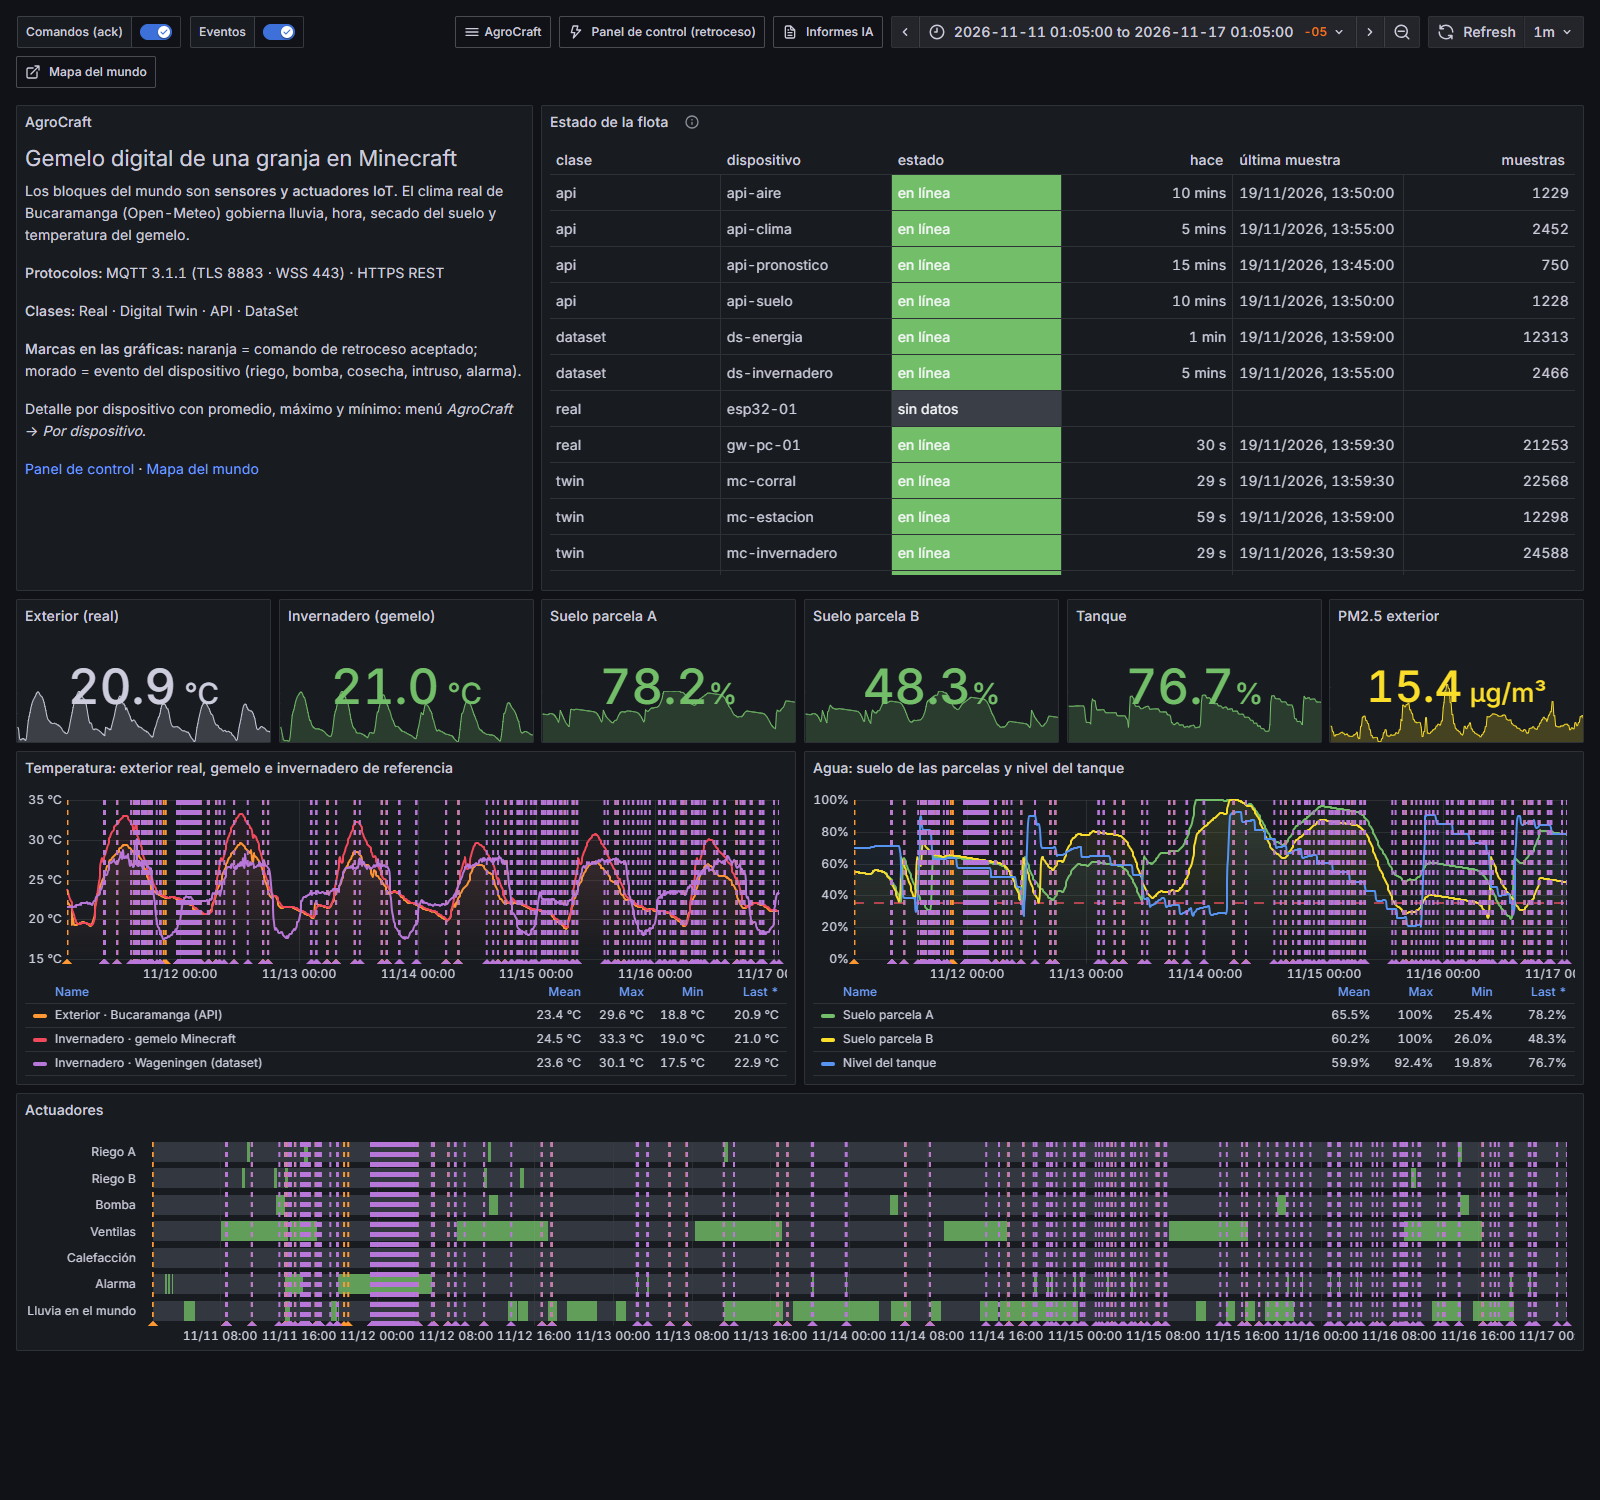 Comandos (ack)
Eventos
AgroCraft
Panel de control (retroceso)
Informes IA
2026-11-11 01:05:00 to 2026-11-17 01:05:00 -05
Refresh
1m
Mapa del mundo
AgroCraft
Gemelo digital de una granja en Minecraft
Los bloques del mundo son sensores y actuadores IoT. El clima real de
Bucaramanga (Open-Meteo) gobierna lluvia, hora, secado del suelo y
temperatura del gemelo.
Protocolos: MQTT 3.1.1 (TLS 8883 · WSS 443) · HTTPS REST
Clases: Real · Digital Twin · API · DataSet
Marcas en las gráficas: naranja = comando de retroceso aceptado;
morado = evento del dispositivo (riego, bomba, cosecha, intruso, alarma).
Detalle por dispositivo con promedio, máximo y mínimo: menú AgroCraft
→ Por dispositivo.
Panel de control · Mapa del mundo
Estado de la flota
clase dispositivo estado hace última muestra muestras
api api-aire en línea 10 mins 19/11/2026, 13:50:00 1229
api api-clima en línea 5 mins 19/11/2026, 13:55:00 2452
api api-pronostico en línea 15 mins 19/11/2026, 13:45:00 750
api api-suelo en línea 10 mins 19/11/2026, 13:50:00 1228
dataset ds-energia en línea 1 min 19/11/2026, 13:59:00 12313
dataset ds-invernadero en línea 5 mins 19/11/2026, 13:55:00 2466
real esp32-01 sin datos
real gw-pc-01 en línea 30 s 19/11/2026, 13:59:30 21253
twin mc-corral en línea 29 s 19/11/2026, 13:59:30 22568
twin mc-estacion en línea 59 s 19/11/2026, 13:59:00 12298
twin mc-invernadero en línea 29 s 19/11/2026, 13:59:30 24588
Exterior (real)
20.9 °C
Invernadero (gemelo)
21.0 °C
Suelo parcela A
78.2%
Suelo parcela B
48.3%
Tanque
76.7%
PM2.5 exterior
15.4 µg/m³
Temperatura: exterior real, gemelo e invernadero de referencia
35 °C
30 °C
25 °C
20 °C
15 °C
11/12 00:00 11/13 00:00 11/14 00:00 11/15 00:00 11/16 00:00 11/17 0
Name Mean Max Min Last *
Exterior · Bucaramanga (API) 23.4 °C 29.6 °C 18.8 °C 20.9 °C
Invernadero · gemelo Minecraft 24.5 °C 33.3 °C 19.0 °C 21.0 °C
Invernadero · Wageningen (dataset) 23.6 °C 30.1 °C 17.5 °C 22.9 °C
Agua: suelo de las parcelas y nivel del tanque
100%
80%
60%
40%
20%
0%
11/12 00:00 11/13 00:00 11/14 00:00 11/15 00:00 11/16 00:00 11/17 0
Name Mean Max Min Last *
Suelo parcela A 65.5% 100% 25.4% 78.2%
Suelo parcela B 60.2% 100% 26.0% 48.3%
Nivel del tanque 59.9% 92.4% 19.8% 76.7%
Actuadores
Riego A
Riego B
Bomba
Ventilas
Calefacción
Alarma
Lluvia en el mundo
11/11 08:00 11/11 16:00 11/12 00:00 11/12 08:00 11/12 16:00 11/13 00:00 11/13 08:00 11/13 16:00 11/14 00:00 11/14 08:00 11/14 16:00 11/15 00:00 11/15 08:00 11/15 16:00 11/16 00:00 11/16 08:00 11/16 16:00 11/17 00